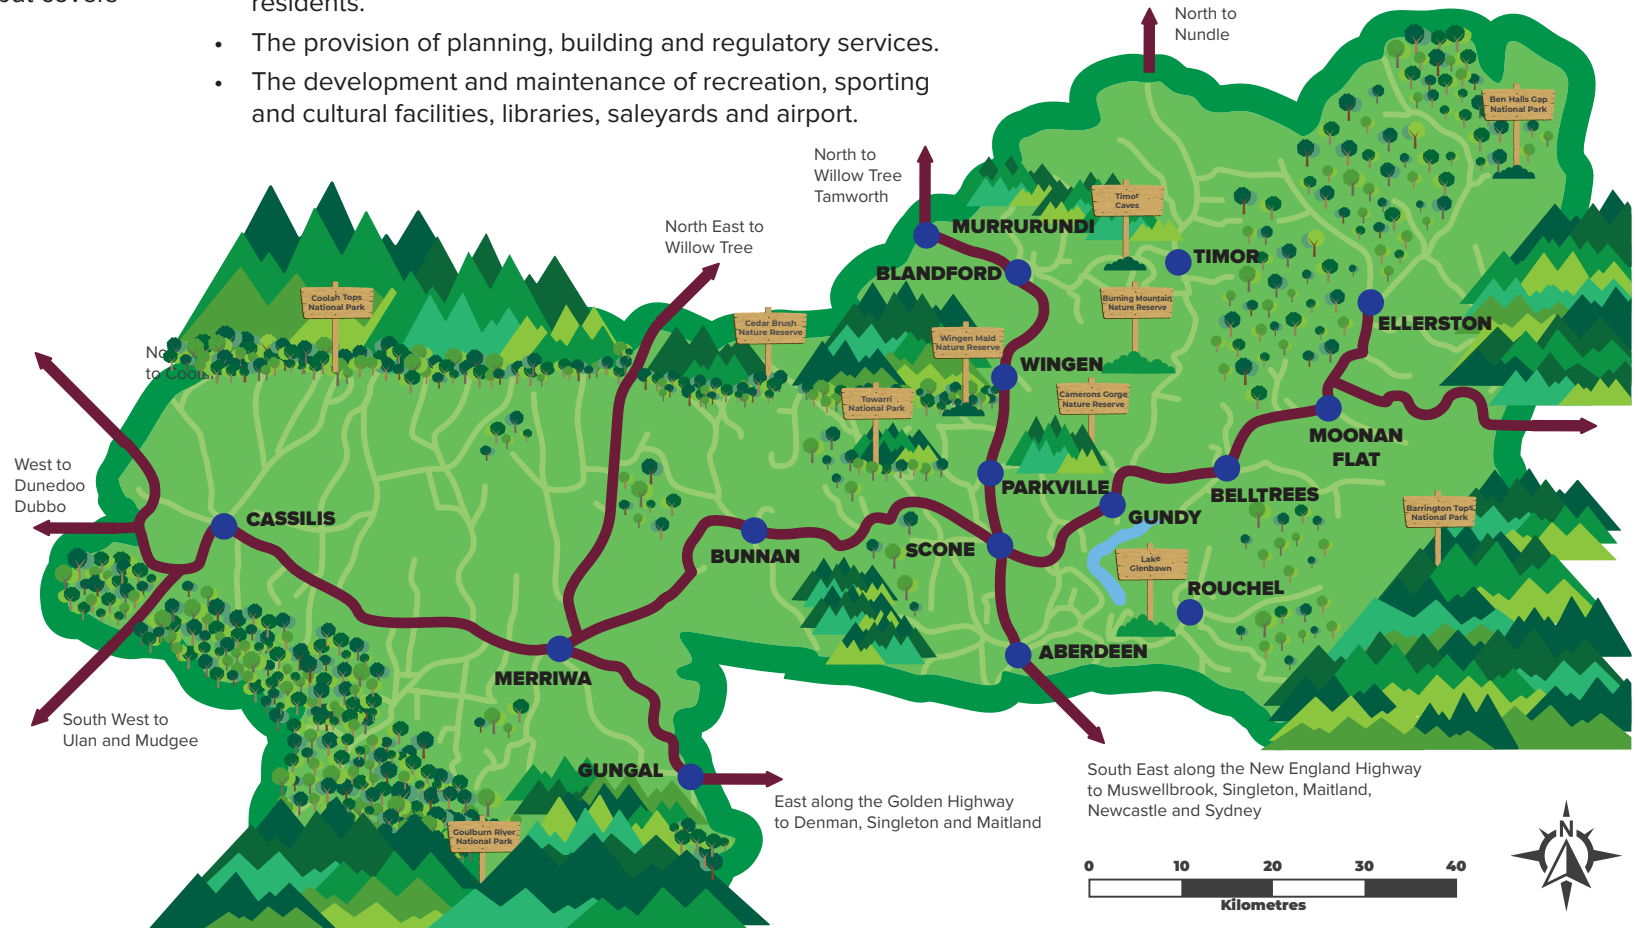 residents.
• The provision of planning, building and regulatory services.
• The development and maintenance of recreation, sporting
and cultural facilities, libraries, saleyards and airport.
North to
Nundle
Ben Halls Gap
National Park
North to
Willow Tree
Tamworth
Timor
Caves
MURRURUNDI
North East to
Willow Tree
TIMOR
BLANDFORD
Coolah Tops
National Park
Burning Mountain
Nature Reserve
Cedar Brush
Nature Reserve
ELLERSTON
Wingen Maid
Nature Reserve
to
WINGEN
Camerons Gorge
Nature Reserve
Towarri
National Park
MOONAN
FLAT
West to
Dunedoo
Dubbo
PARKVILLE
BELLTREES
Barrington Tops
National Park
CASSILIS
GUNDY
BUNNAN
SCONE
Lake
Glenbawn
ROUCHEL
ABERDEEN
MERRIWA
South West to
Ulan and Mudgee
GUNGAL
South East along the New England Highway
to Muswellbrook, Singleton, Maitland,
Newcastle and Sydney
East along the Golden Highway
to Denman, Singleton and Maitland
Goulburn River
National Park
N
0 10 20 30 40
Kilometres